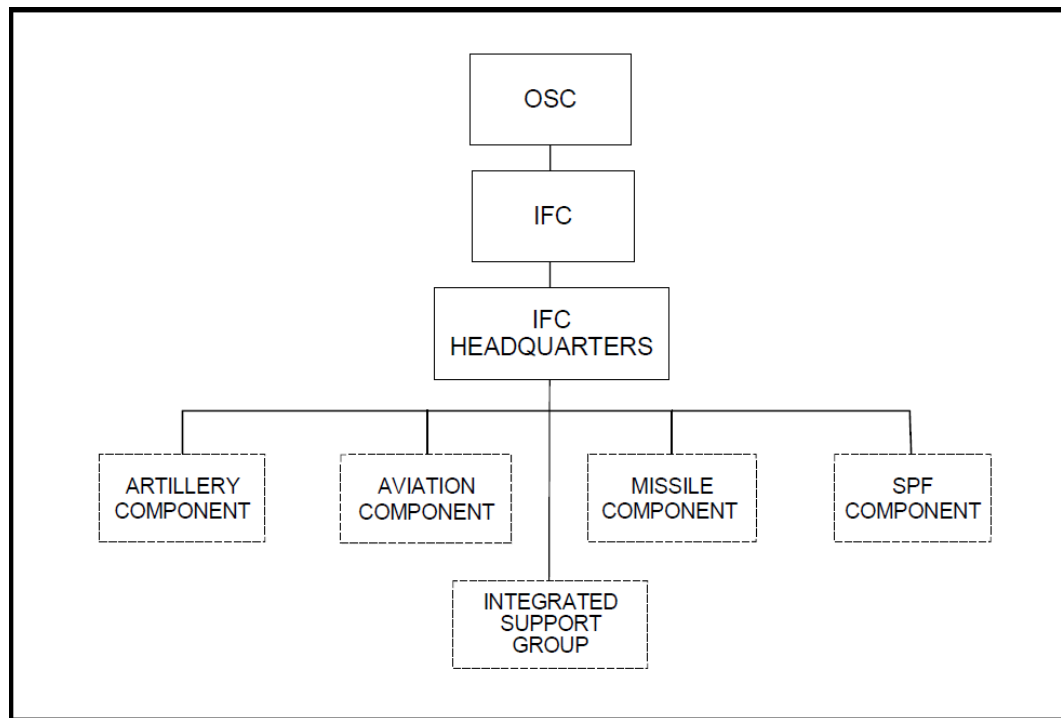 OSC
IFC
IFC
HEADQUARTERS
ARTILLERY
COMPONENT
AVIATION
COMPONENT
MISSILE
COMPONENT
SPF
COMPONENT
INTEGRATED
SUPPORT
GROUP